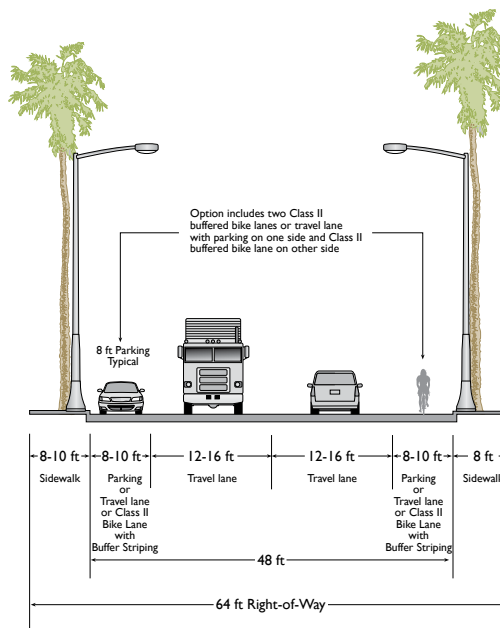 Option includes two Class II
buffered bike lanes or travel lane
with parking on one side and Class II
buffered bike lane on other side
8 ft Parking
Typical
8-10 ft 8-10 ft 12-16 ft 12-16 ft 8-10 ft 8 ft
Sidewalk Parking Travel lane Travel lane Parking Sidewalk
or or
Travel lane Travel lane
or Class II or Class II
Bike Lane Bike Lane
with with
Buffer Striping Buffer Striping
48 ft
64 ft Right-of-Way